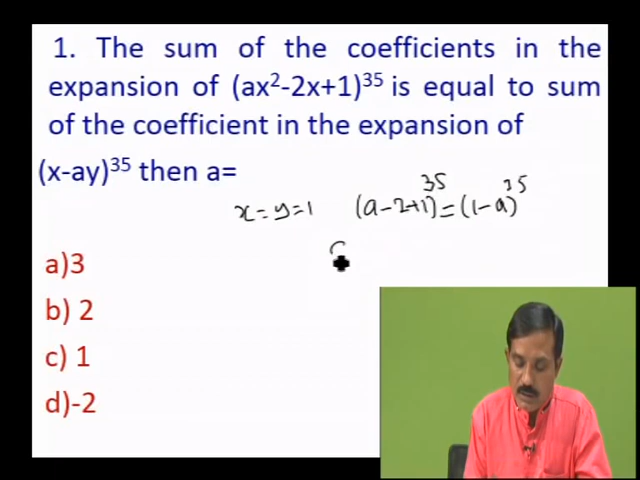 1. The sum of the coefficients in the
expansion of (ax²-2x+1)³⁵ is equal to sum
of the coefficient in the expansion of
(x-ay)³⁵ then a=
x=y=1 (a-2+1)³⁵=(1-a)³⁵
a)3
b) 2
c) 1
d)-2